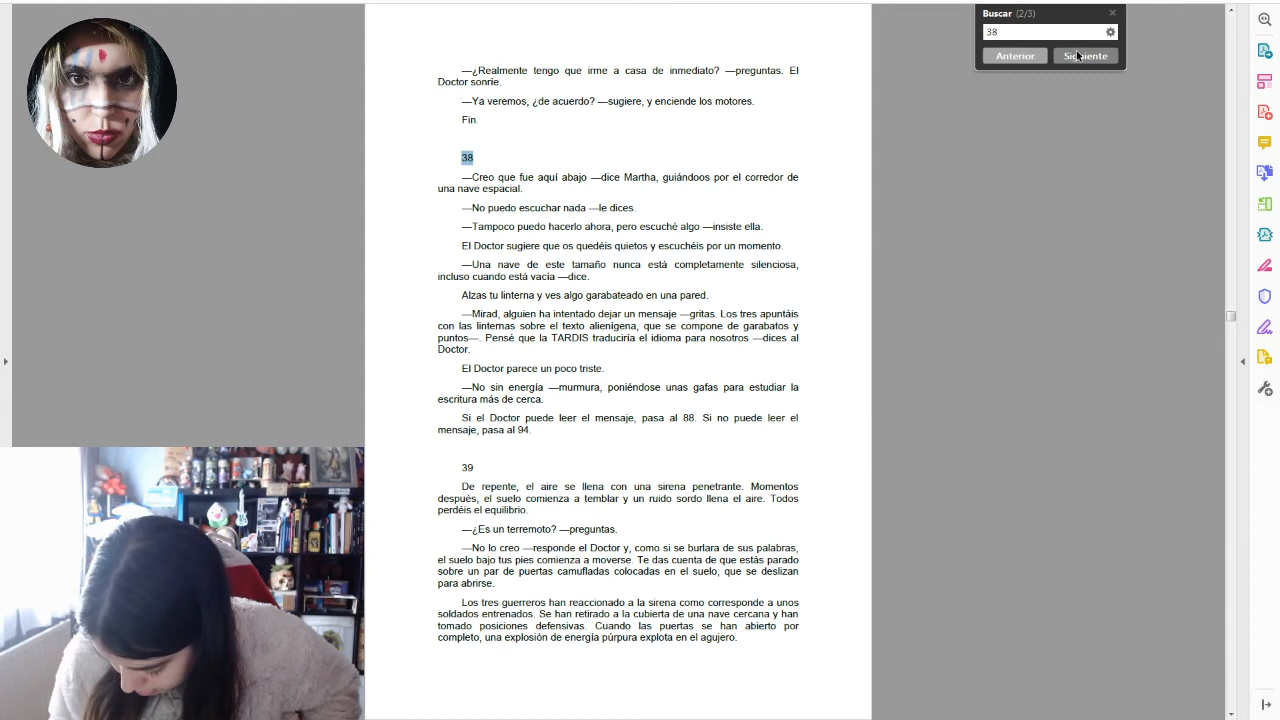 Buscar (2/3)
38
Anterior
Siguiente
—¿Realmente tengo que irme a casa de inmediato? —preguntas. El
Doctor sonríe.
—Ya veremos, ¿de acuerdo? —sugiere, y enciende los motores.
Fin.
38
—Creo que fue aquí abajo —dice Martha, guiándoos por el corredor de
una nave espacial.
—No puedo escuchar nada —le dices.
—Tampoco puedo hacerlo ahora, pero escuché algo —insiste ella.
El Doctor sugiere que os quedéis quietos y escuchéis por un momento.
—Una nave de este tamaño nunca está completamente silenciosa,
incluso cuando está vacía —dice.
Alzas tu linterna y ves algo garabateado en una pared.
—Mirad, alguien ha intentado dejar un mensaje —gritas. Los tres apuntáis
con las linternas sobre el texto alienígena, que se compone de garabatos y
puntos—. Pensé que la TARDIS traduciría el idioma para nosotros —dices al
Doctor.
El Doctor parece un poco triste.
—No sin energía —murmura, poniéndose unas gafas para estudiar la
escritura más de cerca.
Si el Doctor puede leer el mensaje, pasa al 88. Si no puede leer el
mensaje, pasa al 94.
39
De repente, el aire se llena con una sirena penetrante. Momentos
después, el suelo comienza a temblar y un ruido sordo llena el aire. Todos
perdéis el equilibrio.
—¿Es un terremoto? —preguntas.
—No lo creo —responde el Doctor y, como si se burlara de sus palabras,
el suelo bajo tus pies comienza a moverse. Te das cuenta de que estás parado
sobre un par de puertas camufladas colocadas en el suelo, que se deslizan
para abrirse.
Los tres guerreros han reaccionado a la sirena como corresponde a unos
soldados entrenados. Se han retirado a la cubierta de una nave cercana y han
tomado posiciones defensivas. Cuando las puertas se han abierto por
completo, una explosión de energía púrpura explota en el agujero.